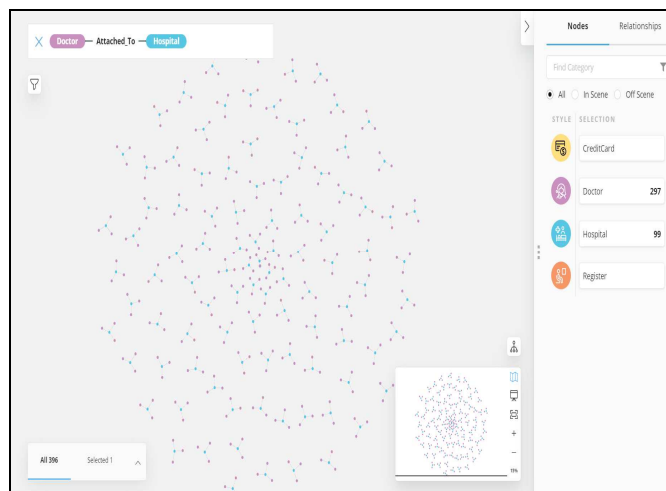 Doctor Attached_To Hospital
Nodes Relationships
Find Category
All In Scene Off Scene
STYLE SELECTION
CreditCard
Doctor 297
Hospital 99
Register
All 396 Selected 1